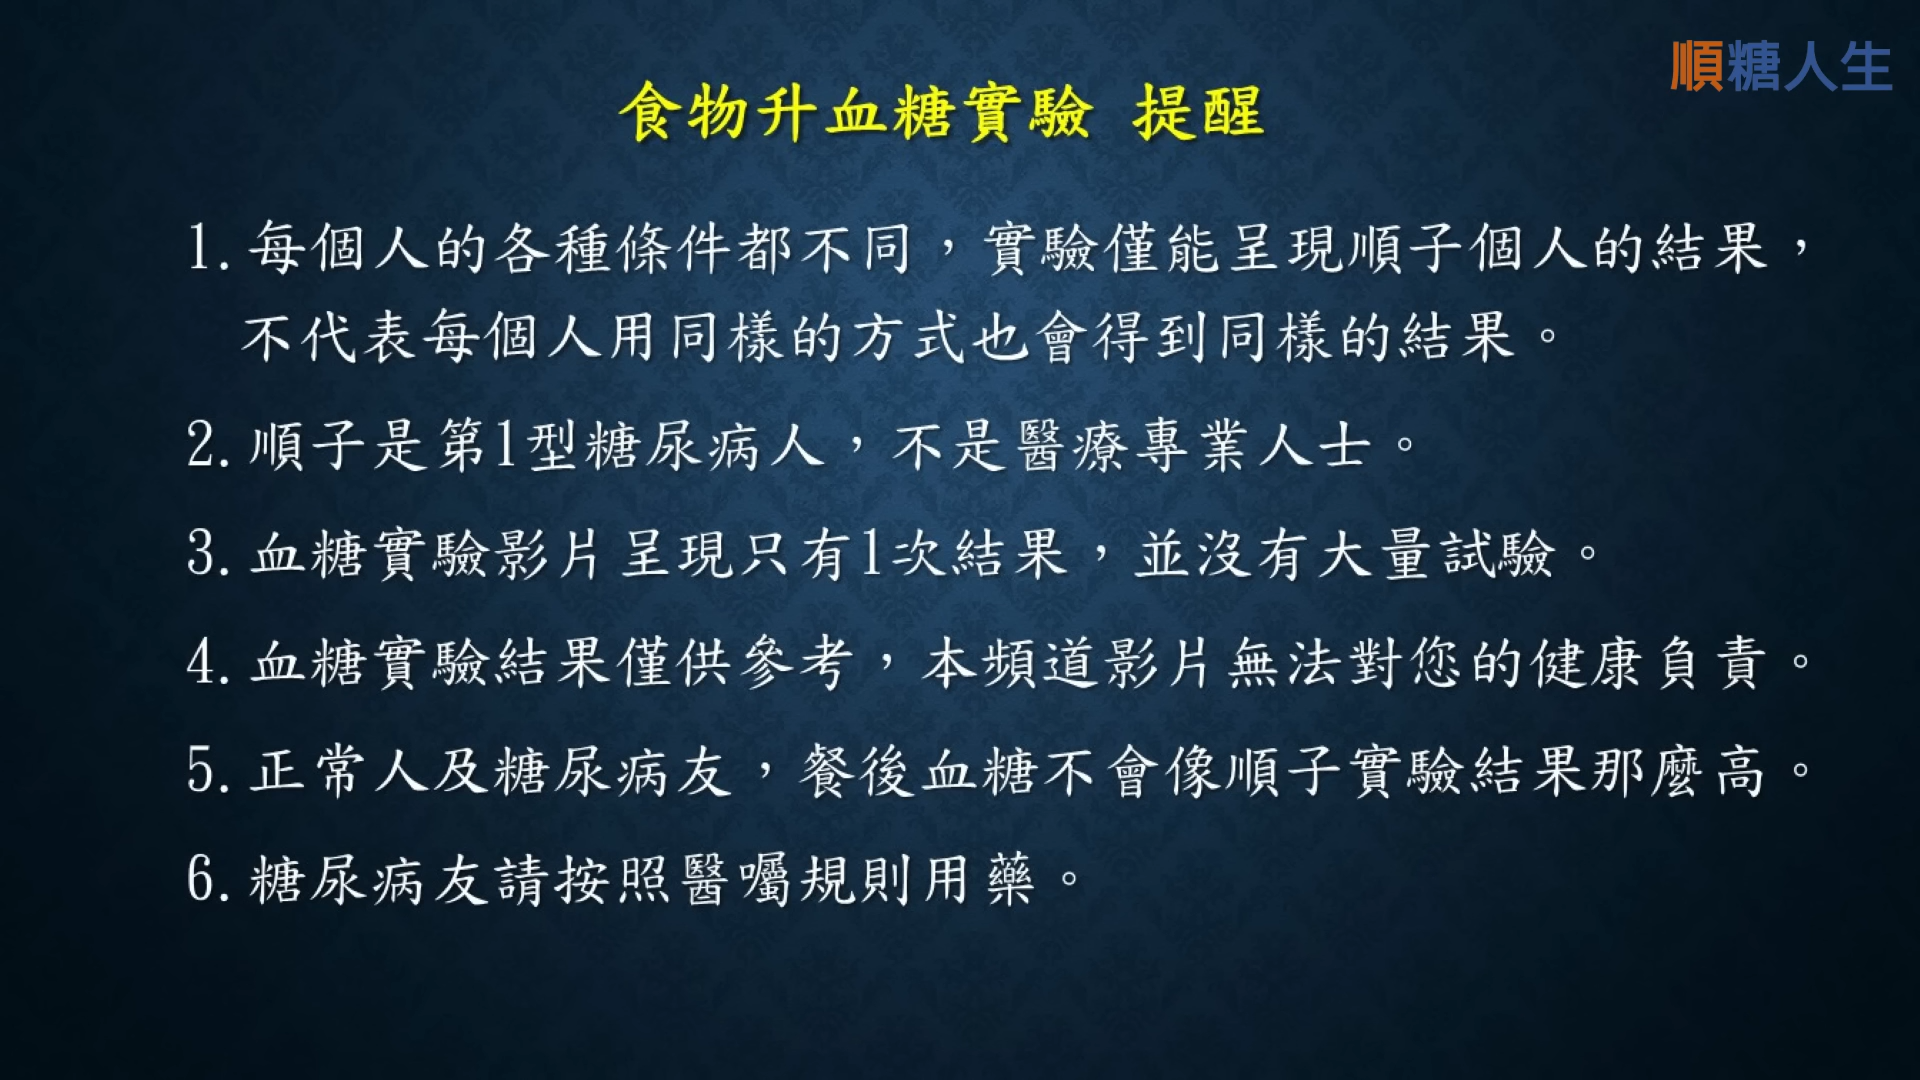 順糖人生
食物升血糖實驗 提醒
1. 每個人的各種條件都不同，實驗僅能呈現順子個人的結果，
不代表每個人用同樣的方式也會得到同樣的結果。
2. 順子是第1型糖尿病人，不是醫療專業人士。
3. 血糖實驗影片呈現只有1次結果，並沒有大量試驗。
4. 血糖實驗結果僅供參考，本頻道影片無法對您的健康負責。
5. 正常人及糖尿病友，餐後血糖不會像順子實驗結果那麼高。
6. 糖尿病友請按照醫囑規則用藥。